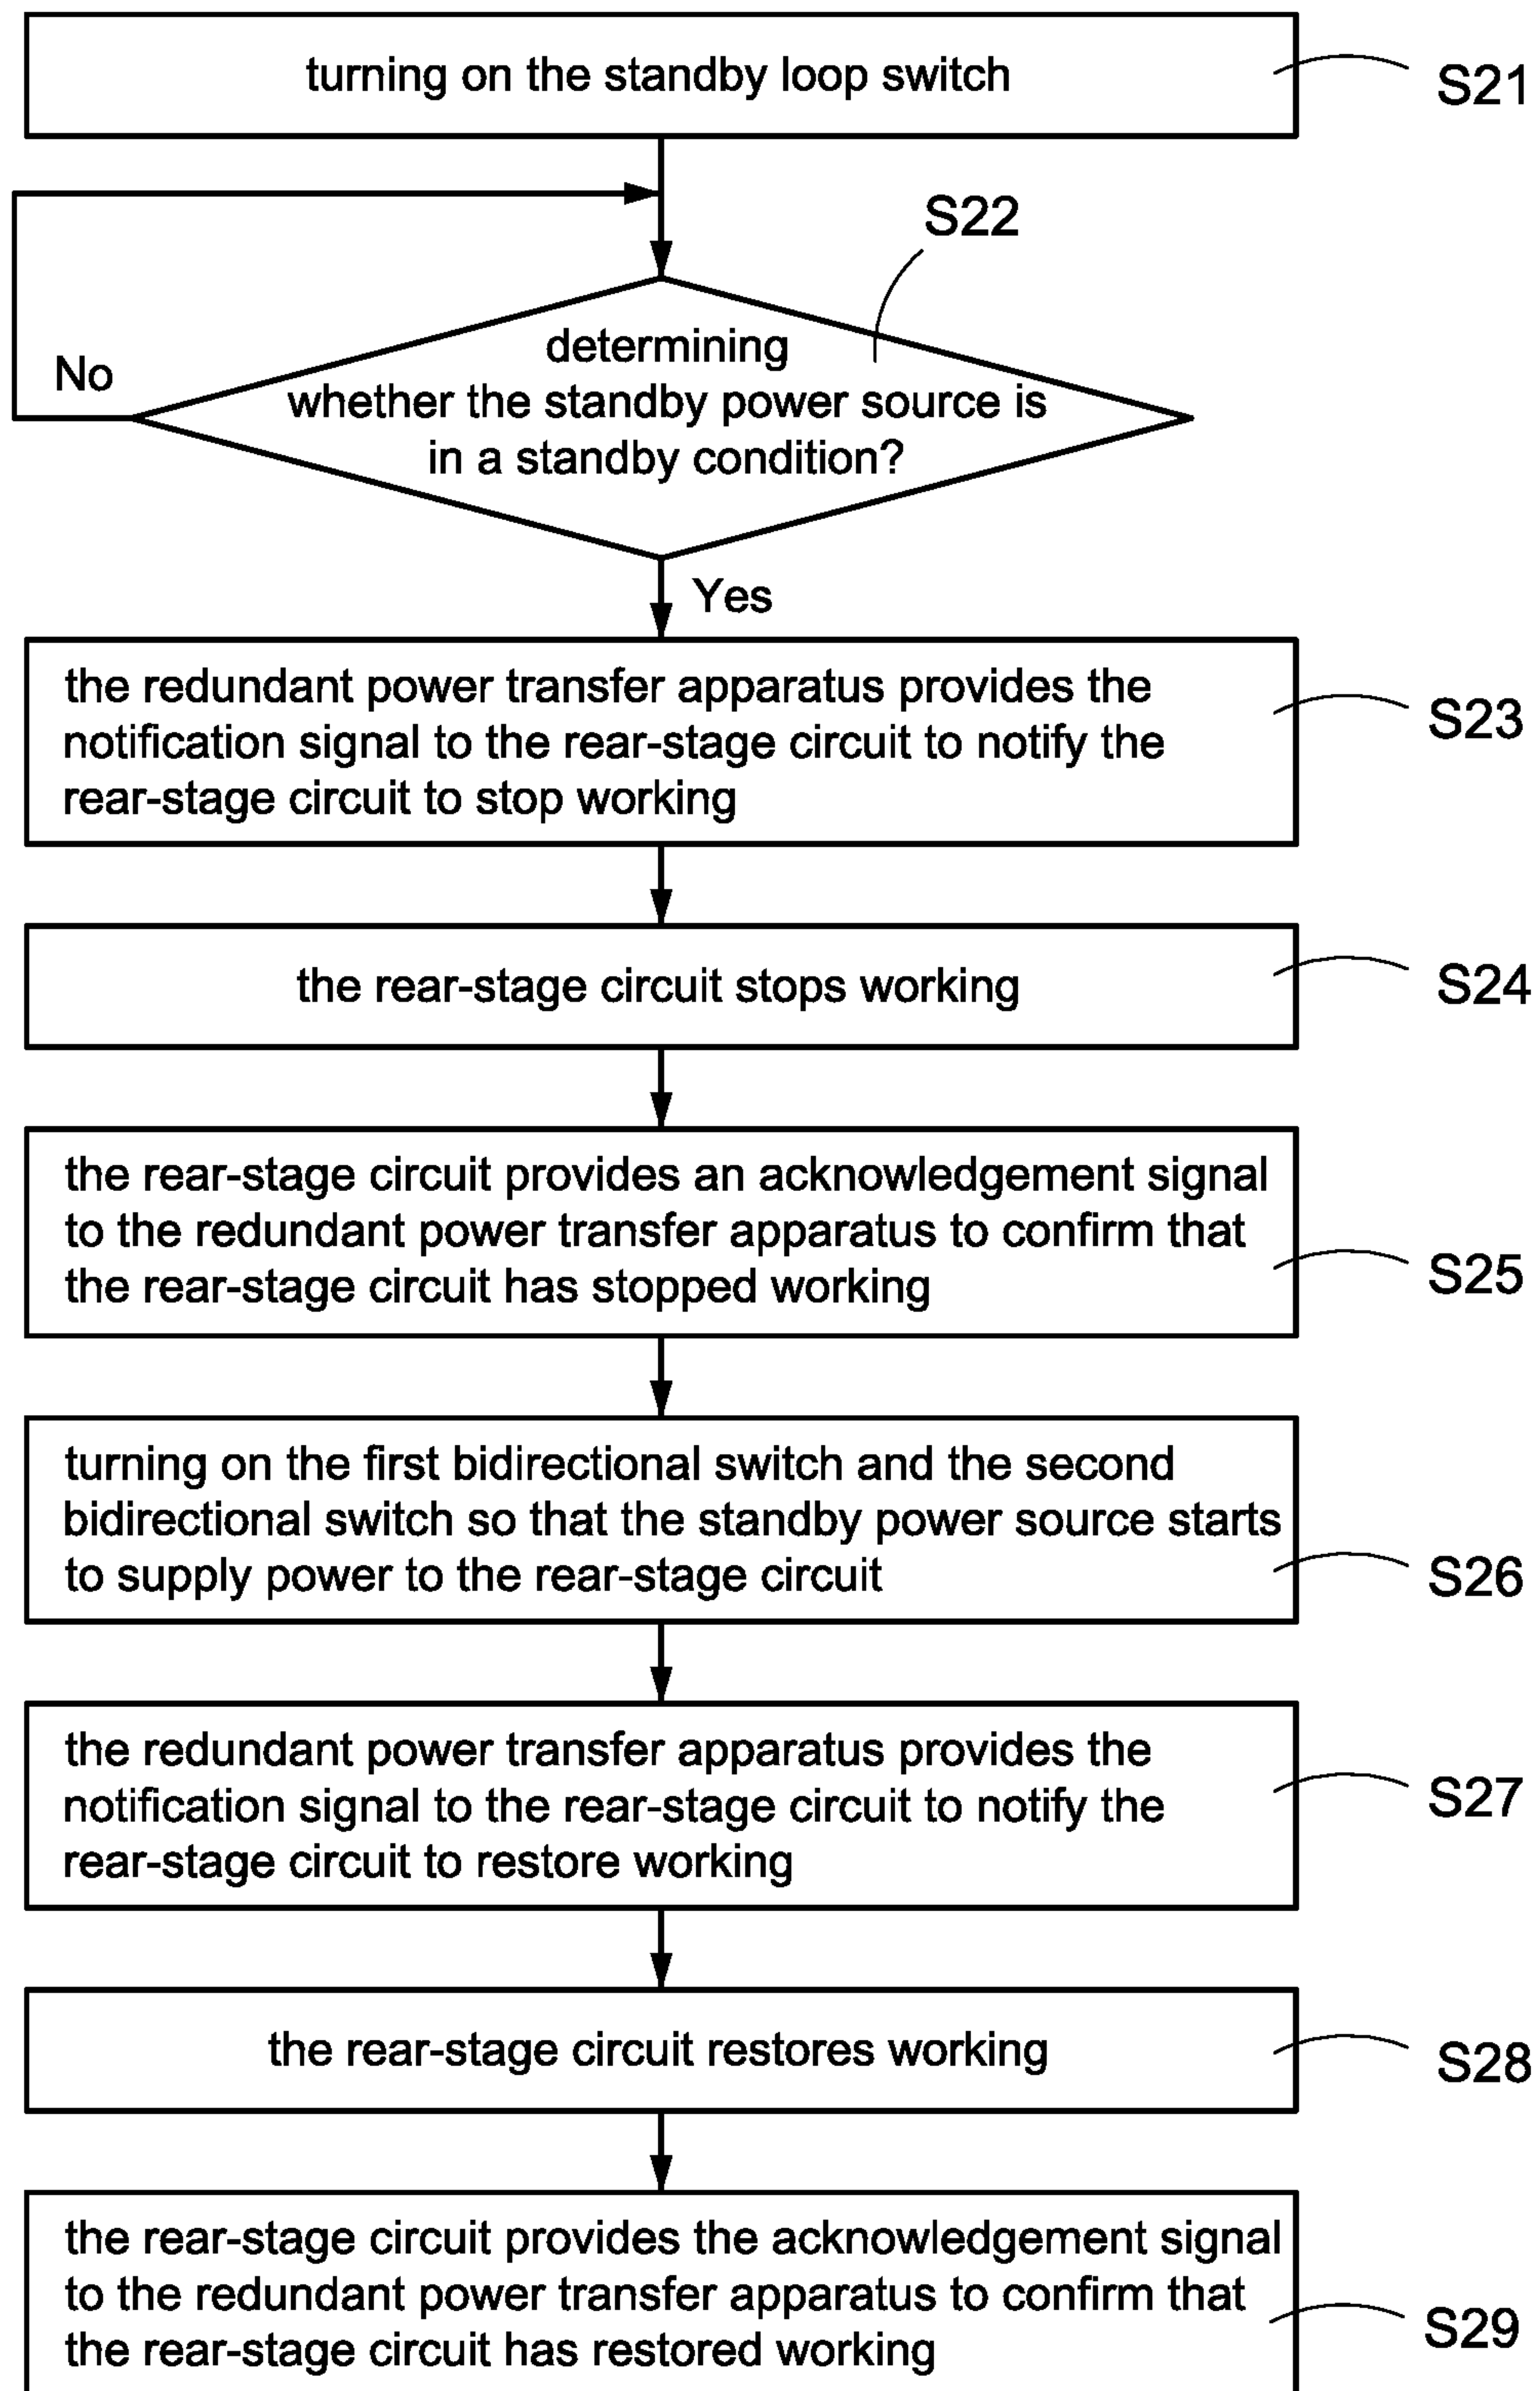 turning on the standby loop switch
S21
S22
determining
whether the standby power source is
in a standby condition?
No
Yes
the redundant power transfer apparatus provides the
notification signal to the rear-stage circuit to notify the
rear-stage circuit to stop working
S23
the rear-stage circuit stops working
S24
the rear-stage circuit provides an acknowledgement signal
to the redundant power transfer apparatus to confirm that
the rear-stage circuit has stopped working
S25
turning on the first bidirectional switch and the second
bidirectional switch so that the standby power source starts
to supply power to the rear-stage circuit
S26
the redundant power transfer apparatus provides the
notification signal to the rear-stage circuit to notify the
rear-stage circuit to restore working
S27
the rear-stage circuit restores working
S28
the rear-stage circuit provides the acknowledgement signal
to the redundant power transfer apparatus to confirm that
the rear-stage circuit has restored working
S29